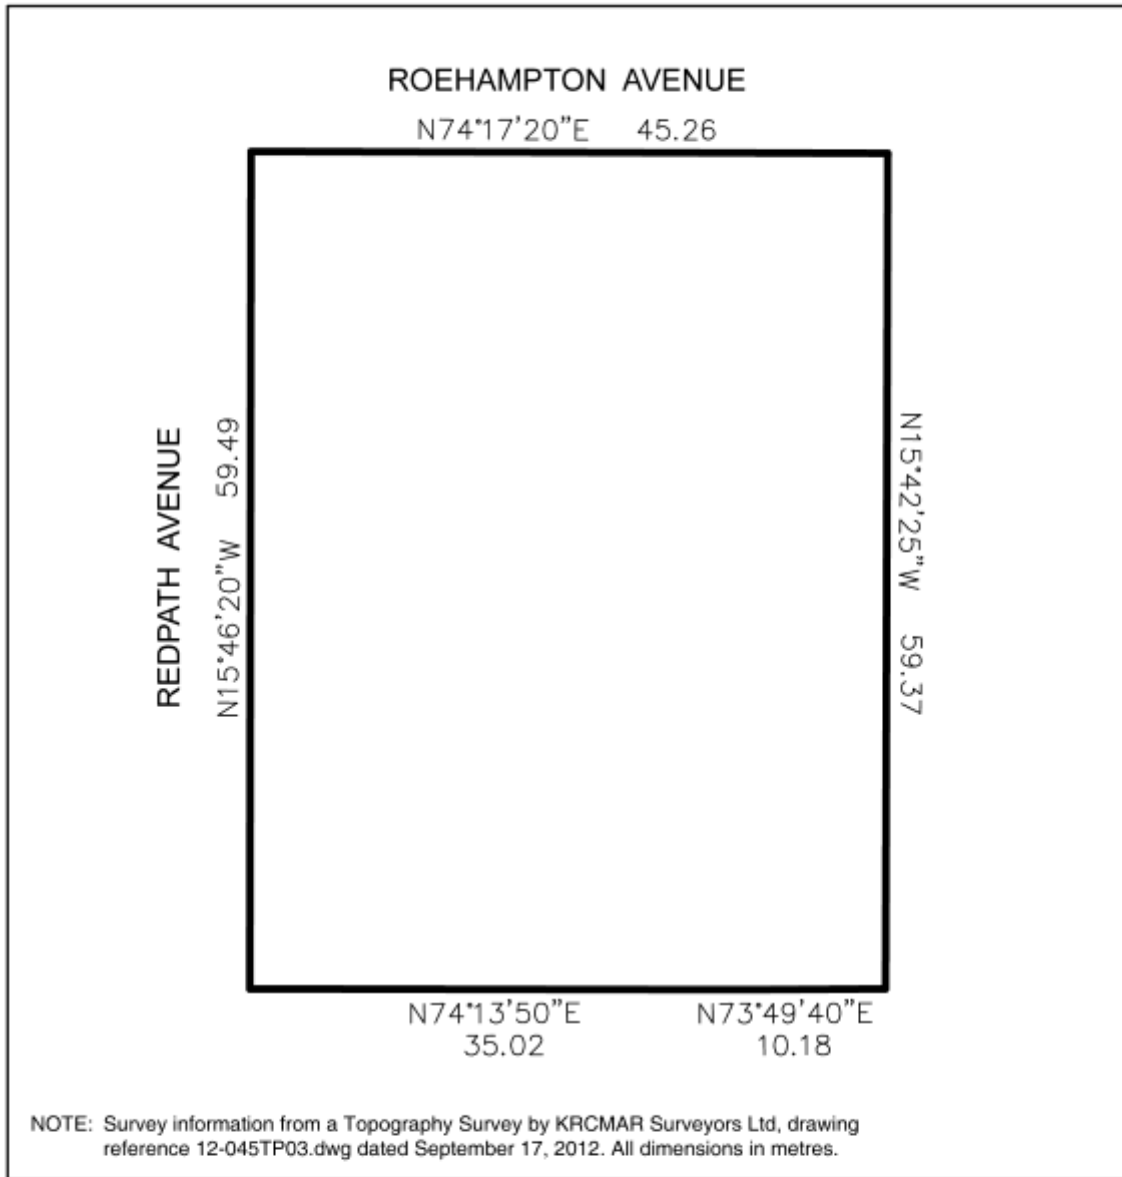 ROEHAMPTON AVENUE
N74°17'20"E 45.26
REDPATH AVENUE
N15°46'20"W 59.49
N15°42'25"W 59.37
N74°13'50"E
35.02
N73°49'40"E
10.18
NOTE: Survey information from a Topography Survey by KRCMAR Surveyors Ltd, drawing
reference 12-045TP03.dwg dated September 17, 2012. All dimensions in metres.